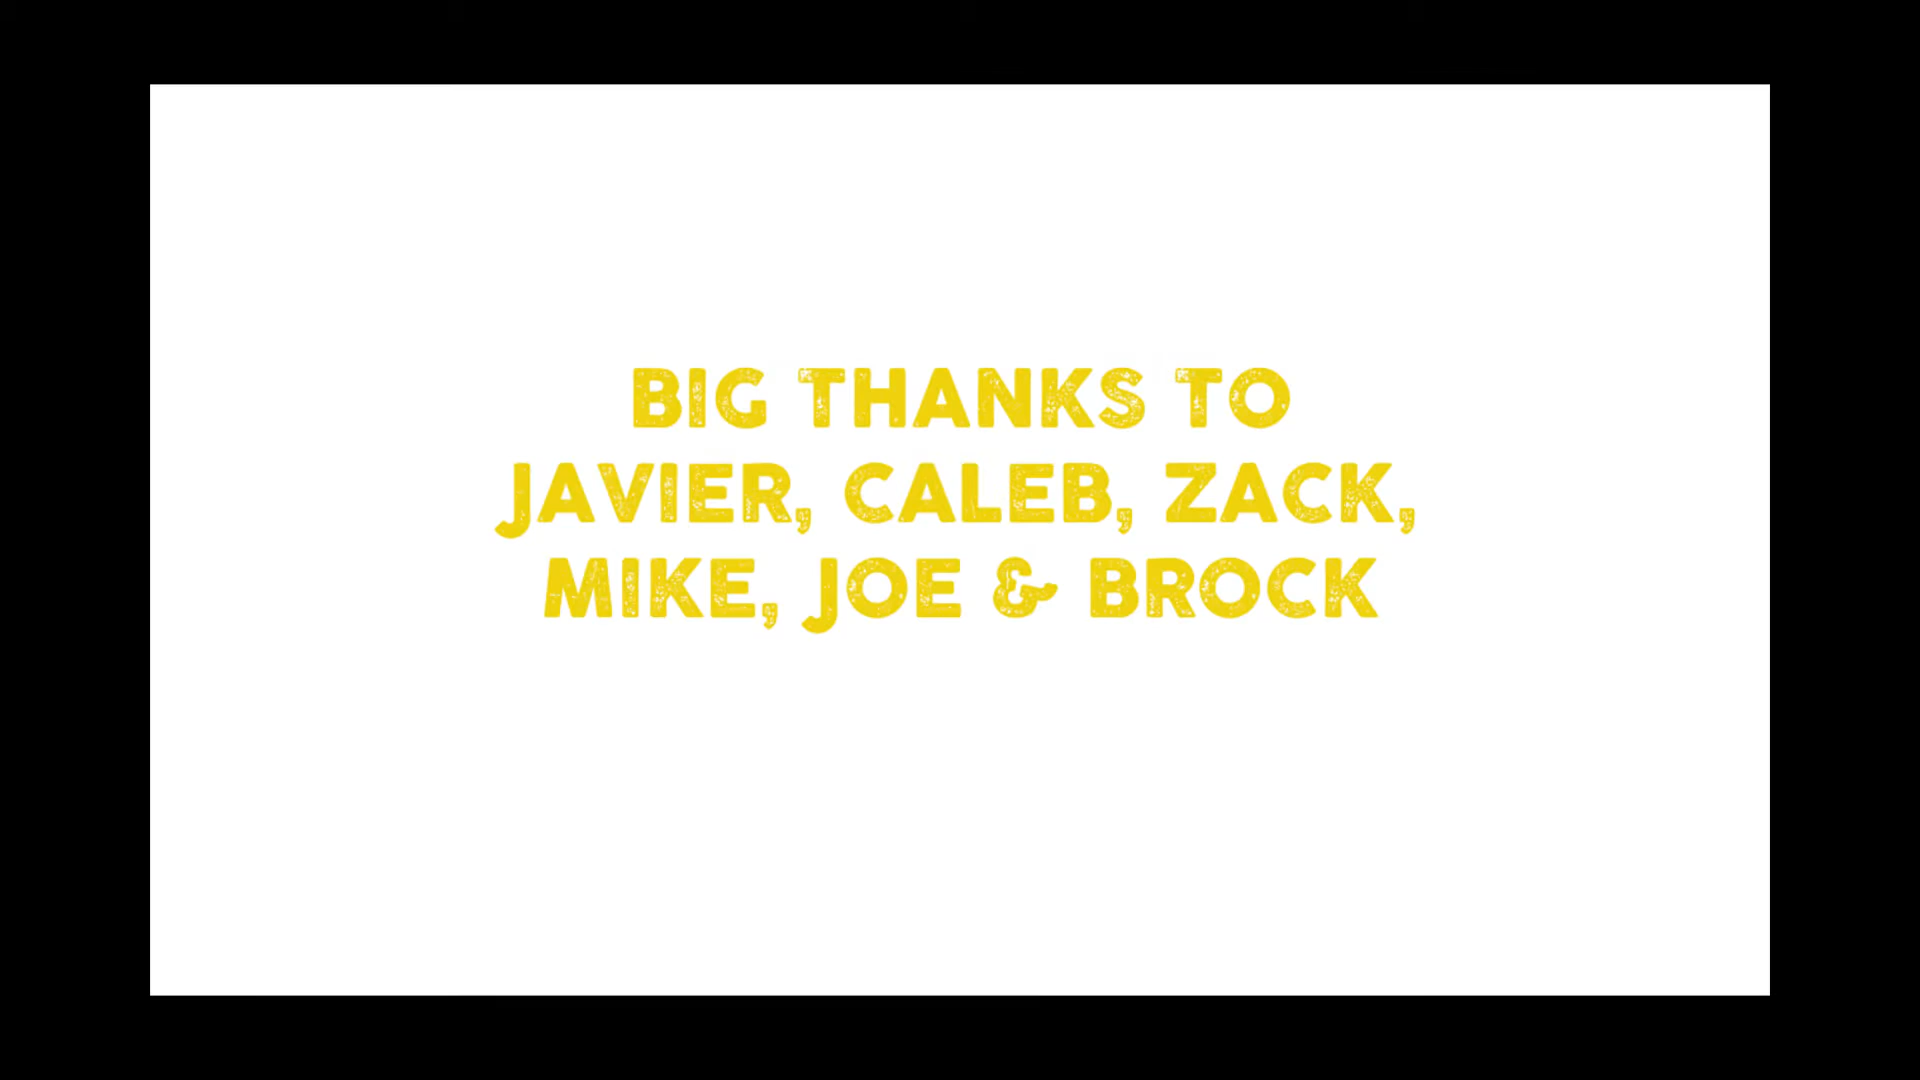 BIG THANKS TO
JAVIER, CALEB, ZACK,
MIKE, JOE & BROCK